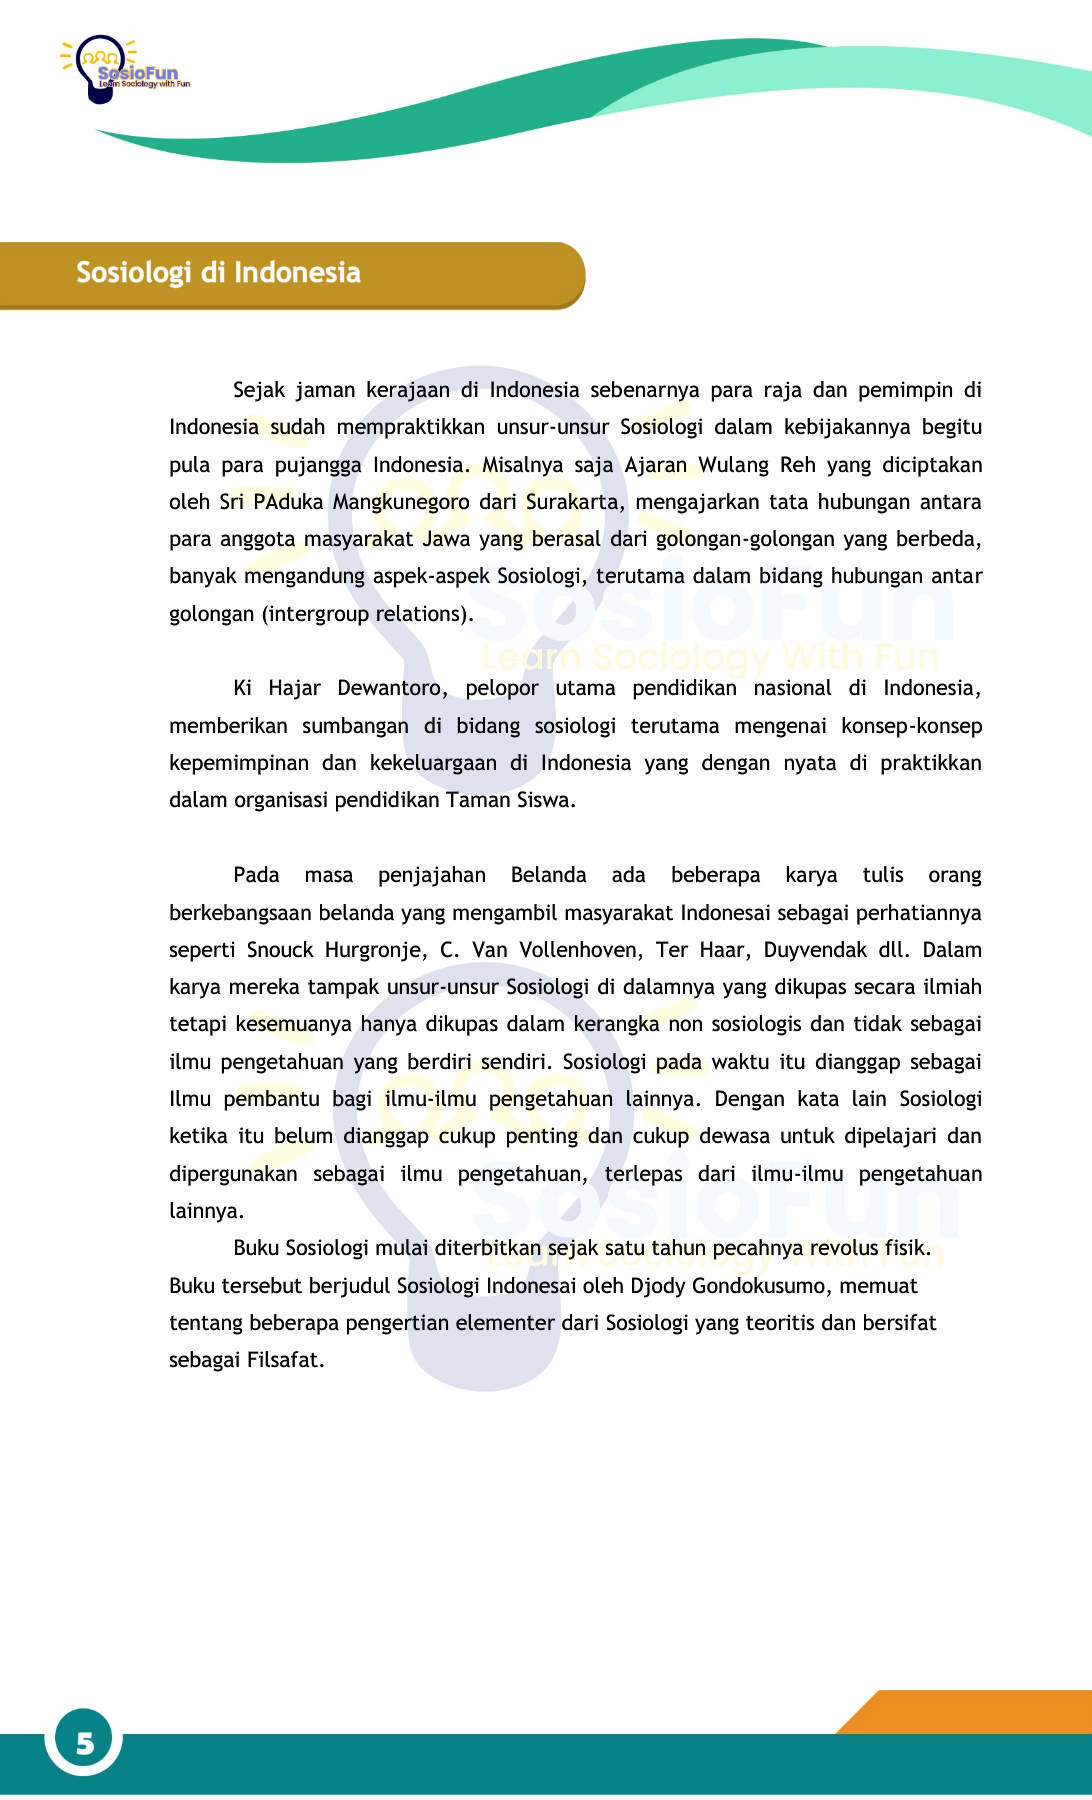 SosioFun
Learn Sociology with Fun
Sosiologi di Indonesia
Sejak jaman kerajaan di Indonesia sebenarnya para raja dan pemimpin di
Indonesia sudah mempraktikkan unsur-unsur Sosiologi dalam kebijakannya begitu
pula para pujangga Indonesia. Misalnya saja Ajaran Wulang Reh yang diciptakan
oleh Sri PAduka Mangkunegoro dari Surakarta, mengajarkan tata hubungan antara
para anggota masyarakat Jawa yang berasal dari golongan-golongan yang berbeda,
banyak mengandung aspek-aspek Sosiologi, terutama dalam bidang hubungan antar
golongan (intergroup relations).
SosioFun
Learn Sociology With Fun
Ki Hajar Dewantoro, pelopor utama pendidikan nasional di Indonesia,
memberikan sumbangan di bidang sosiologi terutama mengenai konsep-konsep
kepemimpinan dan kekeluargaan di Indonesia yang dengan nyata di praktikkan
dalam organisasi pendidikan Taman Siswa.
Pada masa penjajahan Belanda ada beberapa karya tulis orang
berkebangsaan belanda yang mengambil masyarakat Indonesai sebagai perhatiannya
seperti Snouck Hurgronje, C. Van Vollenhoven, Ter Haar, Duyvendak dll. Dalam
karya mereka tampak unsur-unsur Sosiologi di dalamnya yang dikupas secara ilmiah
tetapi kesemuanya hanya dikupas dalam kerangka non sosiologis dan tidak sebagai
ilmu pengetahuan yang berdiri sendiri. Sosiologi pada waktu itu dianggap sebagai
Ilmu pembantu bagi ilmu-ilmu pengetahuan lainnya. Dengan kata lain Sosiologi
ketika itu belum dianggap cukup penting dan cukup dewasa untuk dipelajari dan
dipergunakan sebagai ilmu pengetahuan, terlepas dari ilmu-ilmu pengetahuan
lainnya.
SosioFun
Learn Sociology With Fun
Buku Sosiologi mulai diterbitkan sejak satu tahun pecahnya revolus fisik.
Buku tersebut berjudul Sosiologi Indonesai oleh Djody Gondokusumo, memuat
tentang beberapa pengertian elementer dari Sosiologi yang teoritis dan bersifat
sebagai Filsafat.
5